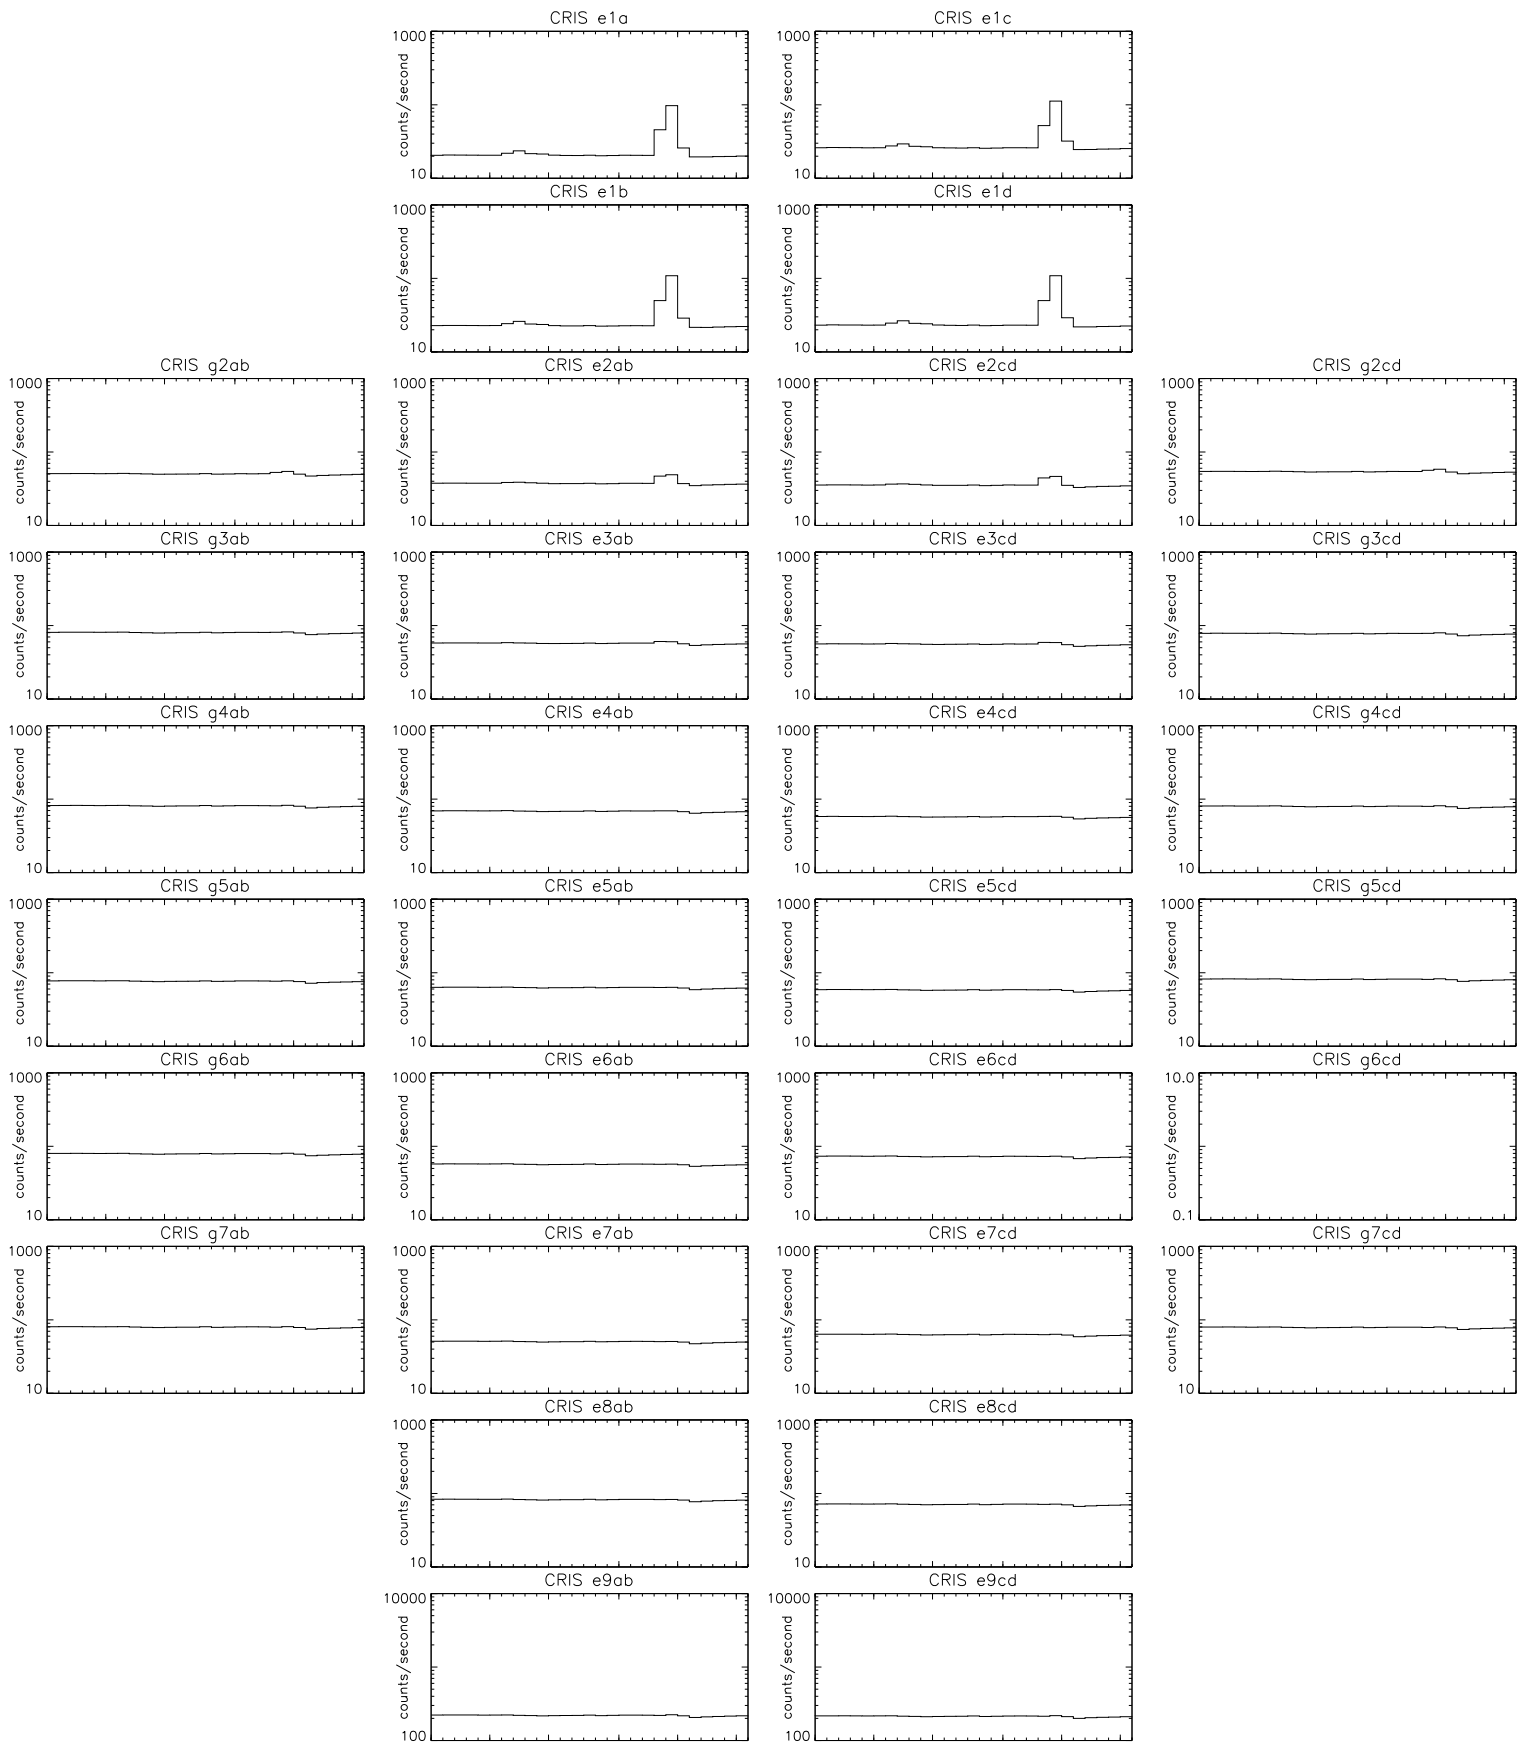 CRIS e1a
CRIS e1c
1000
counts/second
10
1000
counts/second
10
CRIS e1b
CRIS e1d
1000
counts/second
10
1000
counts/second
10
CRIS g2ab
CRIS e2ab
CRIS e2cd
CRIS g2cd
1000
counts/second
10
1000
counts/second
10
1000
counts/second
10
1000
counts/second
10
CRIS g3ab
CRIS e3ab
CRIS e3cd
CRIS g3cd
1000
counts/second
10
1000
counts/second
10
1000
counts/second
10
1000
counts/second
10
CRIS g4ab
CRIS e4ab
CRIS e4cd
CRIS g4cd
1000
counts/second
10
1000
counts/second
10
1000
counts/second
10
1000
counts/second
10
CRIS g5ab
CRIS e5ab
CRIS e5cd
CRIS g5cd
1000
counts/second
10
1000
counts/second
10
1000
counts/second
10
1000
counts/second
10
CRIS g6ab
CRIS e6ab
CRIS e6cd
CRIS g6cd
1000
counts/second
10
1000
counts/second
10
1000
counts/second
10
10.0
counts/second
0.1
CRIS g7ab
CRIS e7ab
CRIS e7cd
CRIS g7cd
1000
counts/second
10
1000
counts/second
10
1000
counts/second
10
1000
counts/second
10
CRIS e8ab
CRIS e8cd
1000
counts/second
10
1000
counts/second
10
CRIS e9ab
CRIS e9cd
10000
counts/second
100
10000
counts/second
100